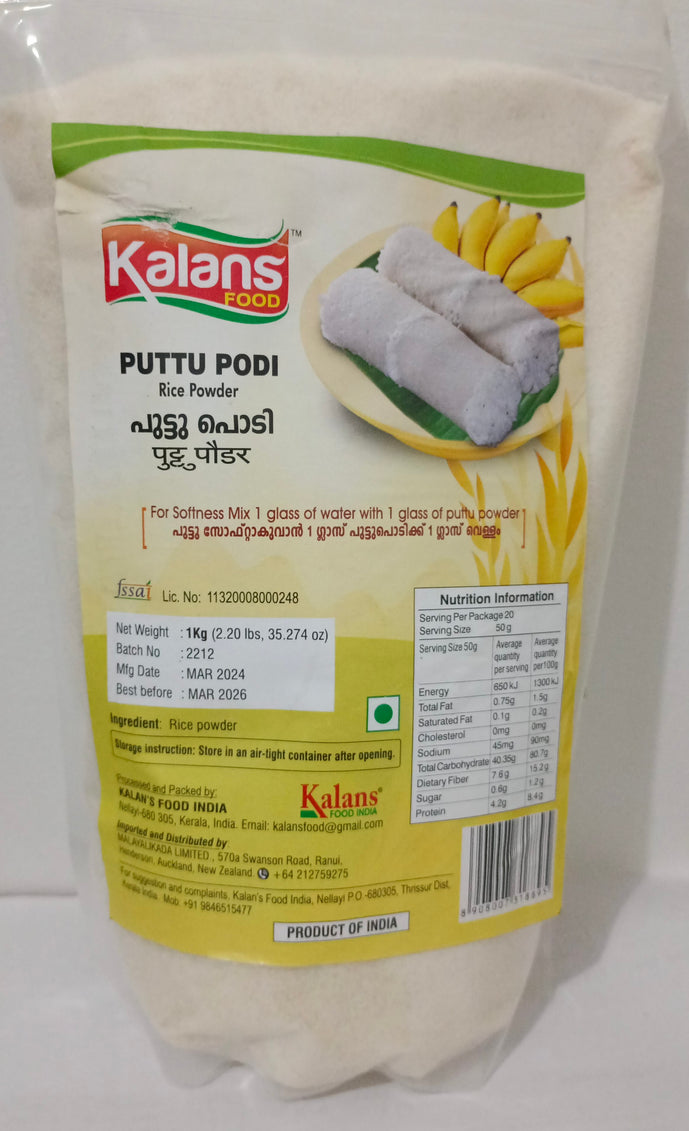 Kalans™
FOOD
PUTTU PODI
Rice Powder
പുട്ടു പൊടി
पुट्टु पौडर
[ For Softness Mix 1 glass of water with 1 glass of puttu powder ]
പുട്ടു സോഫ്റ്റാകുവാൻ 1 ഗ്ലാസ് പുട്ടുപൊടിക്ക് 1 ഗ്ലാസ് വെള്ളം
fssai Lic. No: 11320008000248
Net Weight : 1Kg (2.20 lbs, 35.274 oz)
Batch No : 2212
Mfg Date : MAR 2024
Best before : MAR 2026
Ingredient: Rice powder
Storage instruction: Store in an air-tight container after opening.
Processed and Packed by:
KALAN'S FOOD INDIA
Nellayi-680 305, Kerala, India. Email: kalansfood@gmail.com
Kalans®
FOOD INDIA
Imported and Distributed by:
MALAYALIKADA LIMITED, 570a Swanson Road, Ranui,
Henderson, Auckland, New Zealand. +64 212759275
For suggestion and complaints, Kalan's Food India, Nellayi P.O -680305, Thrissur Dist,
Kerala India Mob: +91 9846515477
PRODUCT OF INDIA
Nutrition Information
Serving Per Package 20
Serving Size 50g
Serving Size 50g Average quantity per serving Average quantity per100g
Energy 650 kJ 1300 kJ
Total Fat 0.75g 1.5g
Saturated Fat 0.1g 0.2g
Cholesterol 0mg 0mg
Sodium 45mg 90mg
Total Carbohydrate 40.35g 80.7g
Dietary Fiber 7.6g 15.2g
Sugar 0.6g 1.2g
Protein 4.2g 8.4g